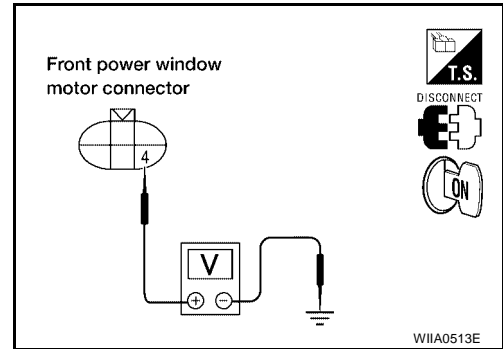 Front power window
motor connector
T.S.
DISCONNECT
4
ON
V
WIIA0513E